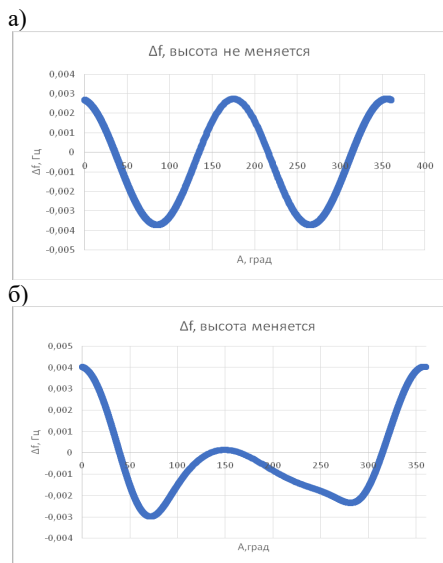 а)
Δf, высота не меняется
0,004
0,003
0,002
0,001
0
-0,001
-0,002
-0,003
-0,004
-0,005
0 50 100 150 200 250 300 350 400
Δf, Гц
А, град
б)
Δf, высота меняется
0,005
0,004
0,003
0,002
0,001
0
-0,001
-0,002
-0,003
-0,004
0 50 100 150 200 250 300 350
Δf, Гц
А,град